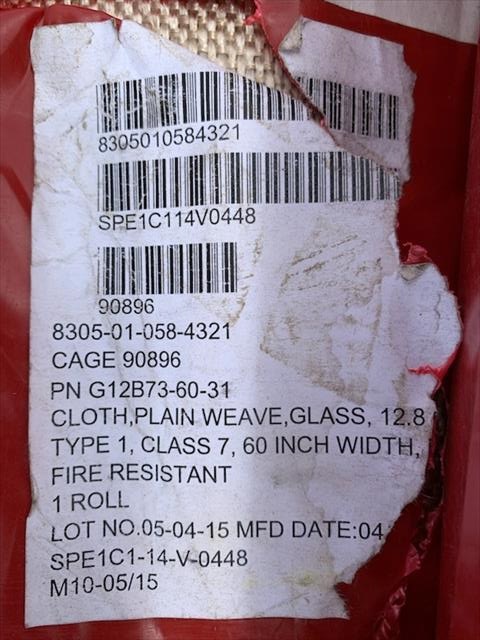 8305010584321
SPE1C114V0448
90896
8305-01-058-4321
CAGE 90896
PN G12B73-60-31
CLOTH,PLAIN WEAVE,GLASS, 12.8
TYPE 1, CLASS 7, 60 INCH WIDTH,
FIRE RESISTANT
1 ROLL
LOT NO.05-04-15 MFD DATE:04
SPE1C1-14-V-0448
M10-05/15